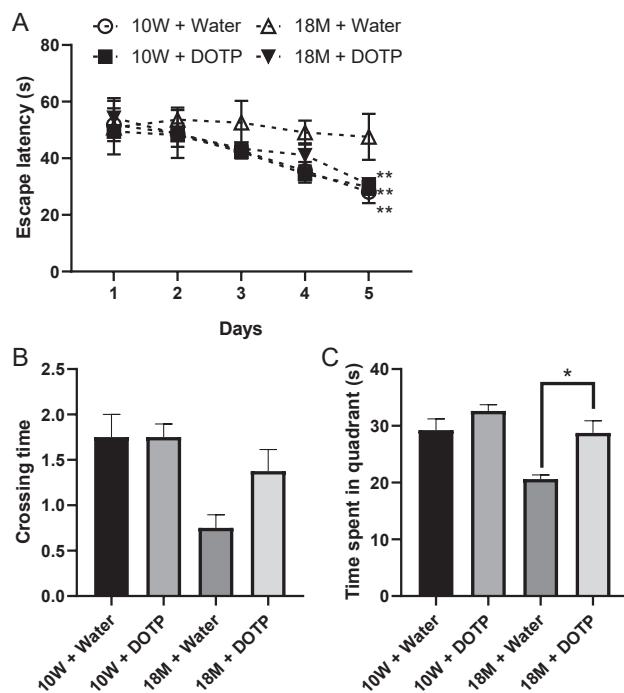 A
10W + Water
18M + Water
10W + DOTP
18M + DOTP
Escape latency (s)
80
60
40
20
0
**
**
**
1 2 3 4 5
Days
B
Crossing time
2.5
2.0
1.5
1.0
0.5
0.0
10W + Water
10W + DOTP
18M + Water
18M + DOTP
C
Time spent in quadrant (s)
40
30
20
10
0
*
10W + Water
10W + DOTP
18M + Water
18M + DOTP